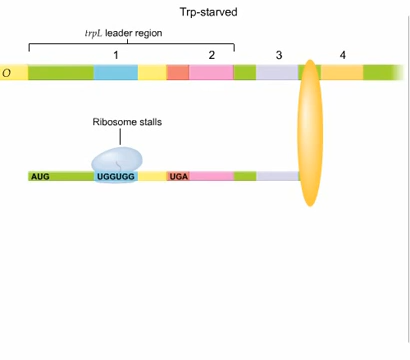 Trp-starved
trpL leader region
1 2 3 4
O
Ribosome stalls
AUG UGGUGG UGA